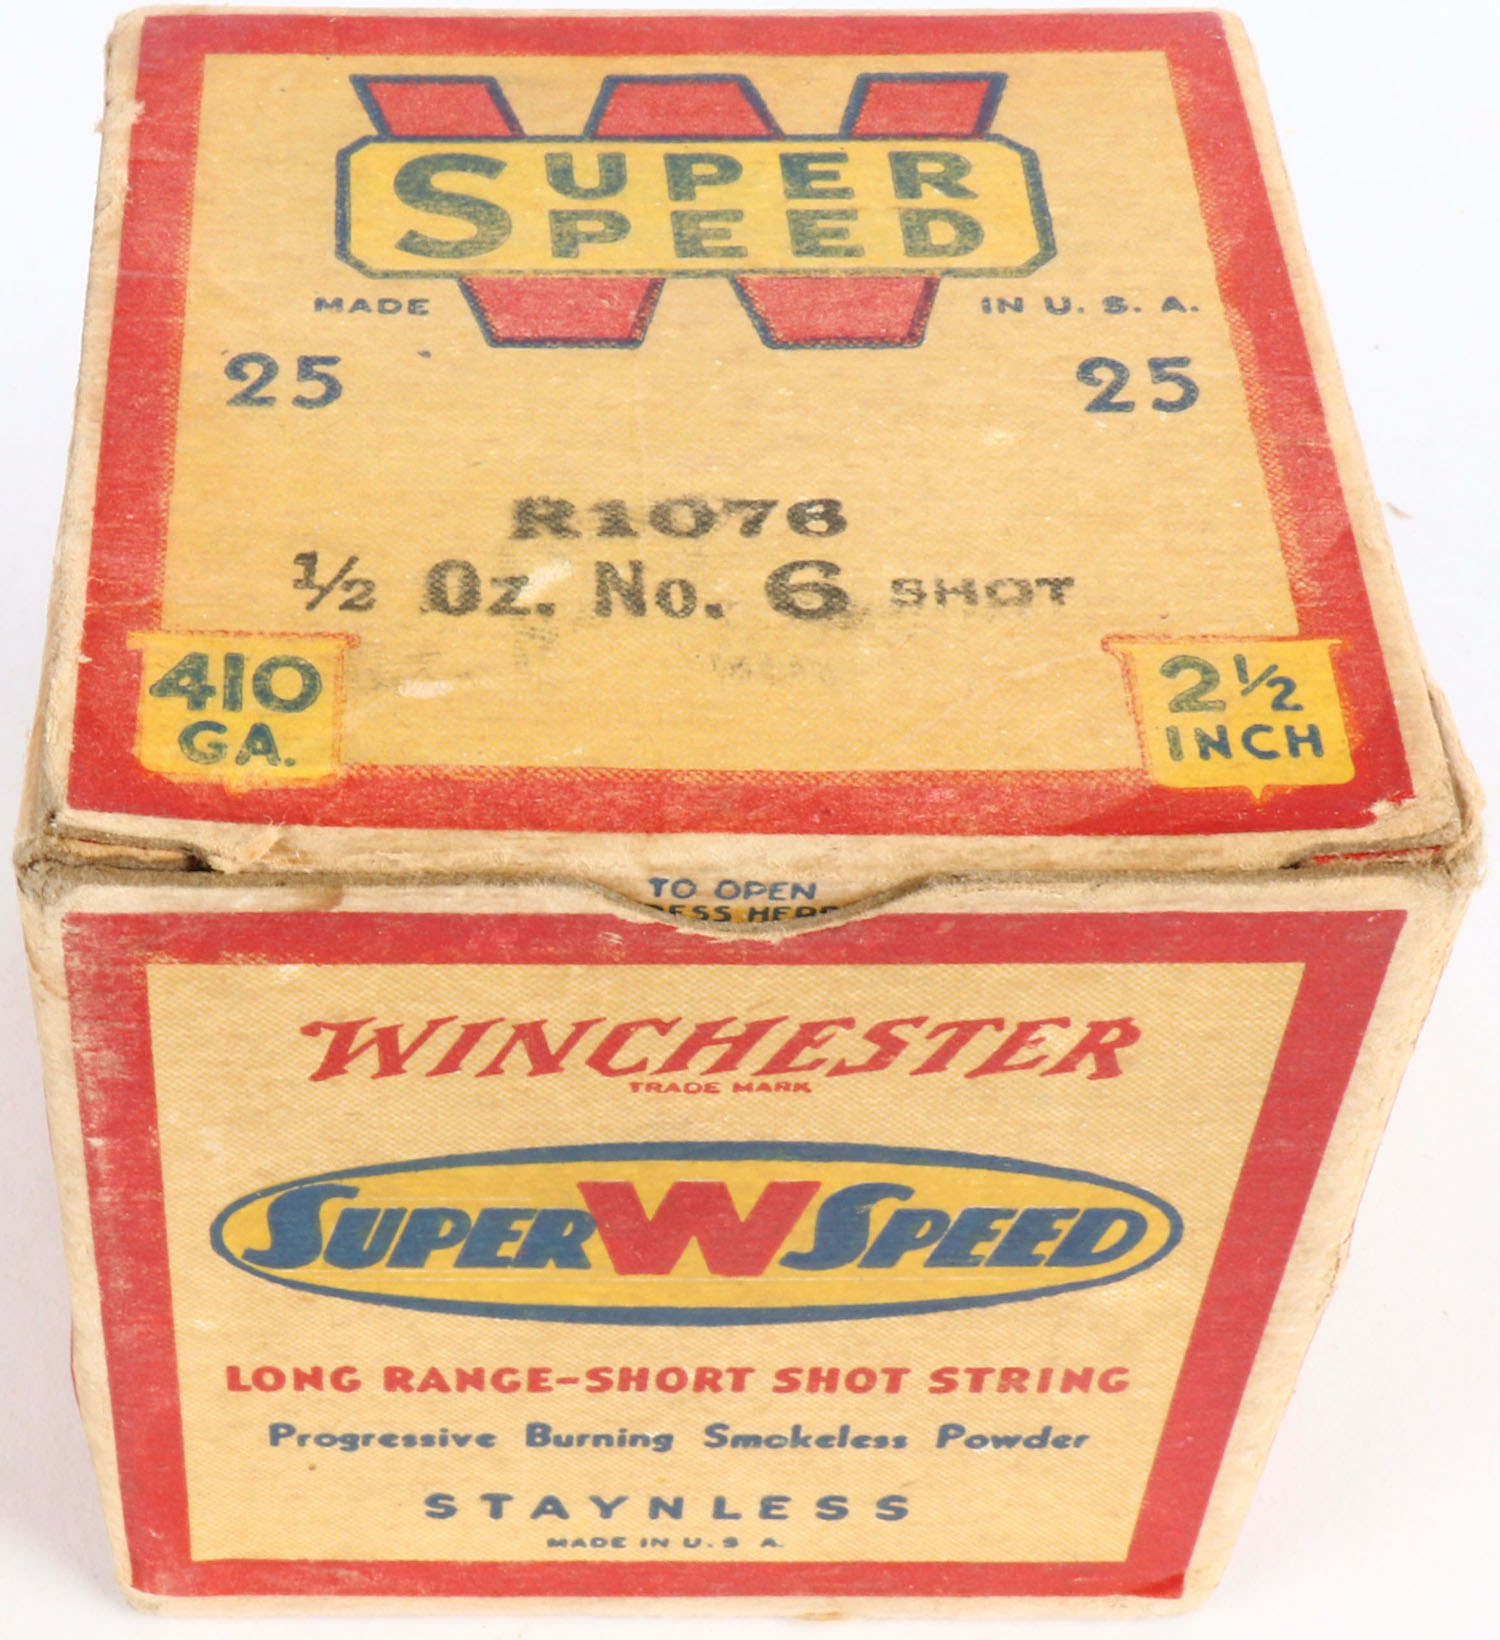 SUPER
SPEED
MADE IN U. S. A.
25 25
R1076
½ Oz. No. 6 SHOT
410 2½
GA. INCH
TO OPEN
WINCHESTER
TRADE MARK
SUPER W SPEED
LONG RANGE-SHORT SHOT STRING
Progressive Burning Smokeless Powder
STAYNLESS
MADE IN U. S A.